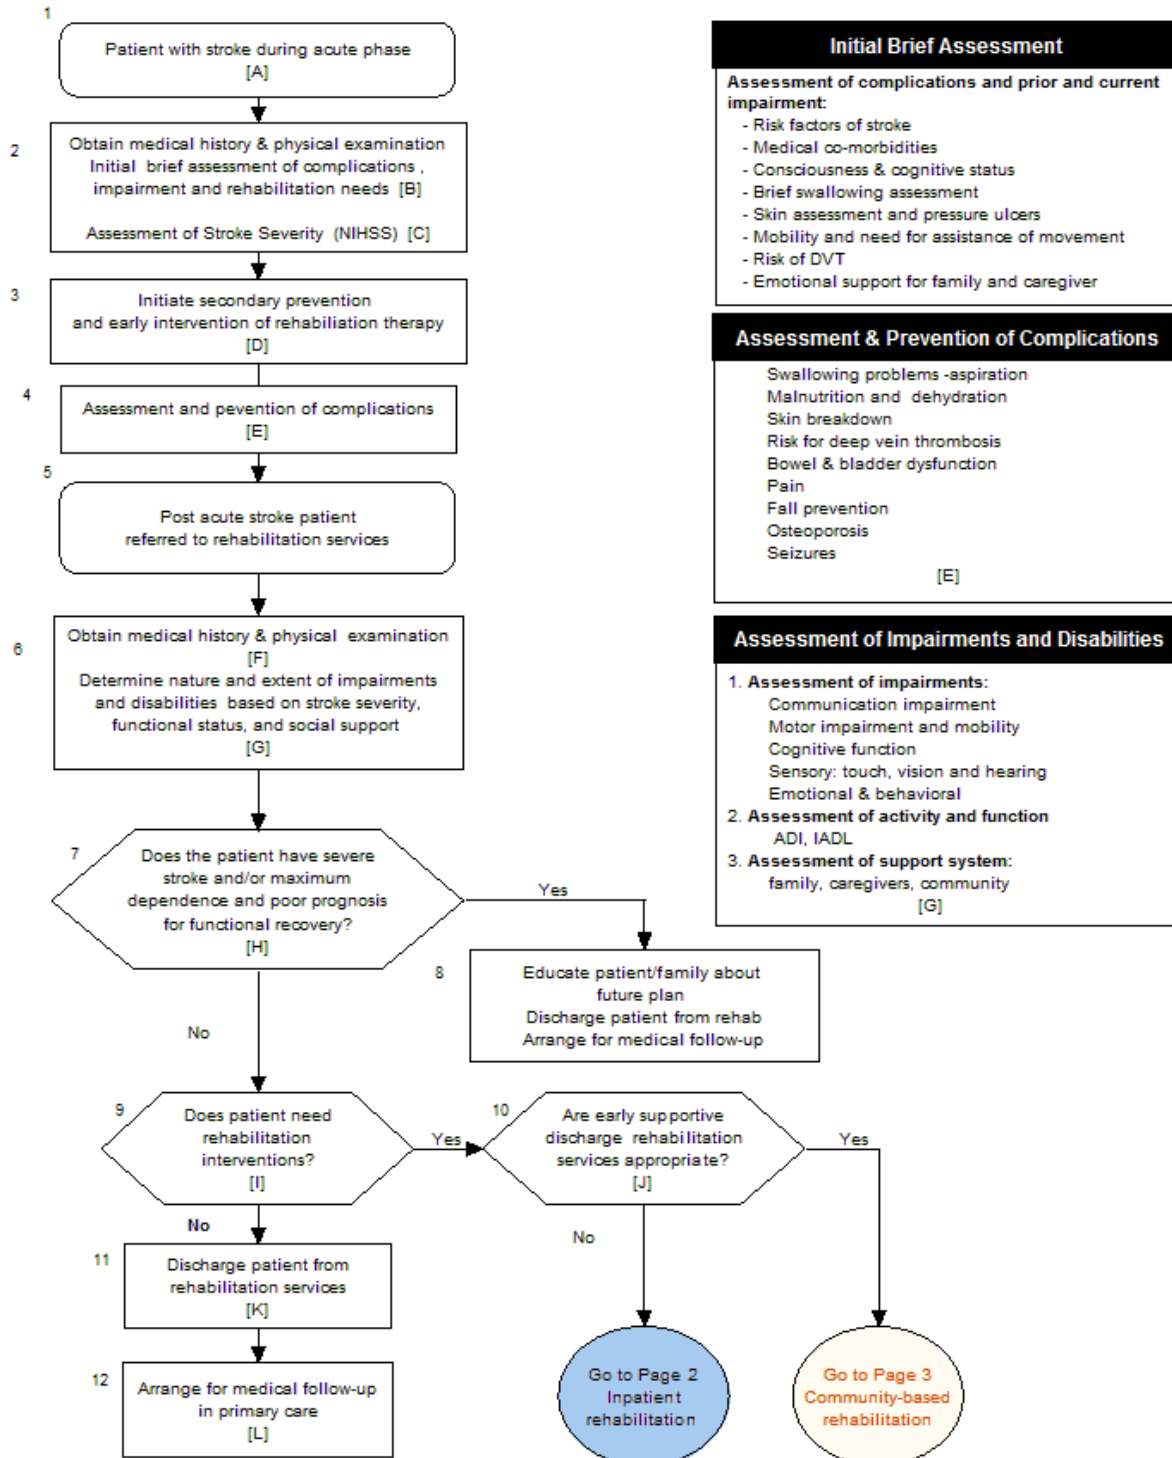 1
Patient with stroke during acute phase
[A]
2
Obtain medical history & physical examination
Initial brief assessment of complications ,
impairment and rehabilitation needs [B]
Assessment of Stroke Severity (NIHSS) [C]
3
Initiate secondary prevention
and early intervention of rehabiliation therapy
[D]
4
Assessment and pevention of complications
[E]
5
Post acute stroke patient
referred to rehabilitation services
6
Obtain medical history & physical examination
[F]
Determine nature and extent of impairments
and disabilities based on stroke severity,
functional status, and social support
[G]
7
Does the patient have severe
stroke and/or maximum
dependence and poor prognosis
for functional recovery?
[H]
Yes
No
8
Educate patient/family about
future plan
Discharge patient from rehab
Arrange for medical follow-up
9
Does patient need
rehabilitation
interventions?
[I]
Yes
No
10
Are early supportive
discharge rehabilitation
services appropriate?
[J]
Yes
No
11
Discharge patient from
rehabilitation services
[K]
12
Arrange for medical follow-up
in primary care
[L]
Go to Page 2
Inpatient
rehabilitation
Go to Page 3
Community-based
rehabilitation
Initial Brief Assessment
Assessment of complications and prior and current
impairment:
- Risk factors of stroke
- Medical co-morbidities
- Consciousness & cognitive status
- Brief swallowing assessment
- Skin assessment and pressure ulcers
- Mobility and need for assistance of movement
- Risk of DVT
- Emotional support for family and caregiver
Assessment & Prevention of Complications
Swallowing problems -aspiration
Malnutrition and dehydration
Skin breakdown
Risk for deep vein thrombosis
Bowel & bladder dysfunction
Pain
Fall prevention
Osteoporosis
Seizures
[E]
Assessment of Impairments and Disabilities
1. Assessment of impairments:
Communication impairment
Motor impairment and mobility
Cognitive function
Sensory: touch, vision and hearing
Emotional & behavioral
2. Assessment of activity and function
ADI, IADL
3. Assessment of support system:
family, caregivers, community
[G]